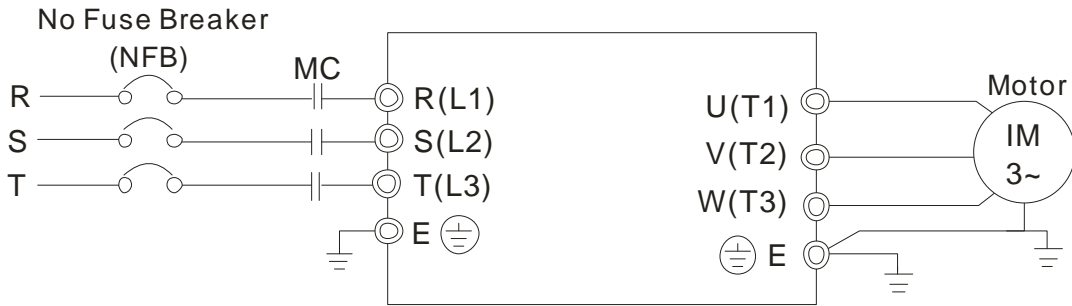 No Fuse Breaker
(NFB)
MC
R
S
T
R(L1)
S(L2)
T(L3)
E
U(T1)
V(T2)
W(T3)
E
Motor
IM
3~